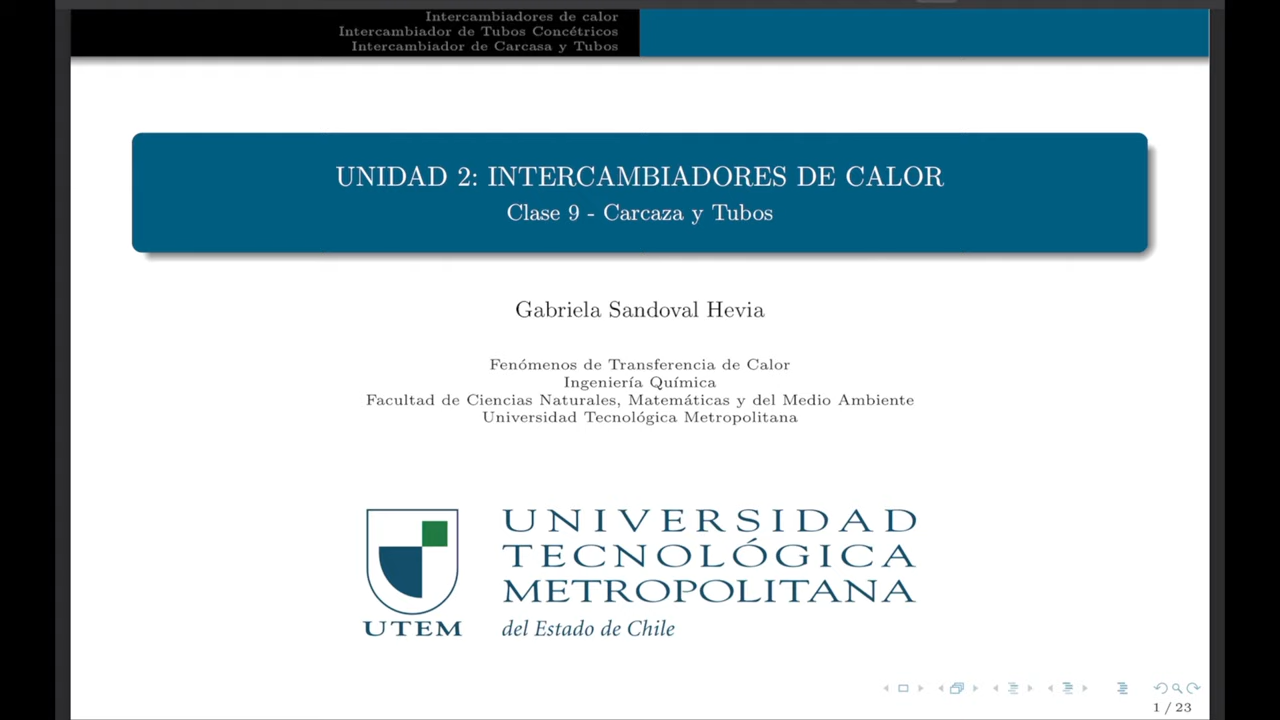 Intercambiadores de calor
Intercambiador de Tubos Concétricos
Intercambiador de Carcasa y Tubos
UNIDAD 2: INTERCAMBIADORES DE CALOR
Clase 9 - Carcaza y Tubos
Gabriela Sandoval Hevia
Fenómenos de Transferencia de Calor
Ingeniería Química
Facultad de Ciencias Naturales, Matemáticas y del Medio Ambiente
Universidad Tecnológica Metropolitana
UNIVERSIDAD
TECNOLÓGICA
METROPOLITANA
UTEM
del Estado de Chile
1 / 23